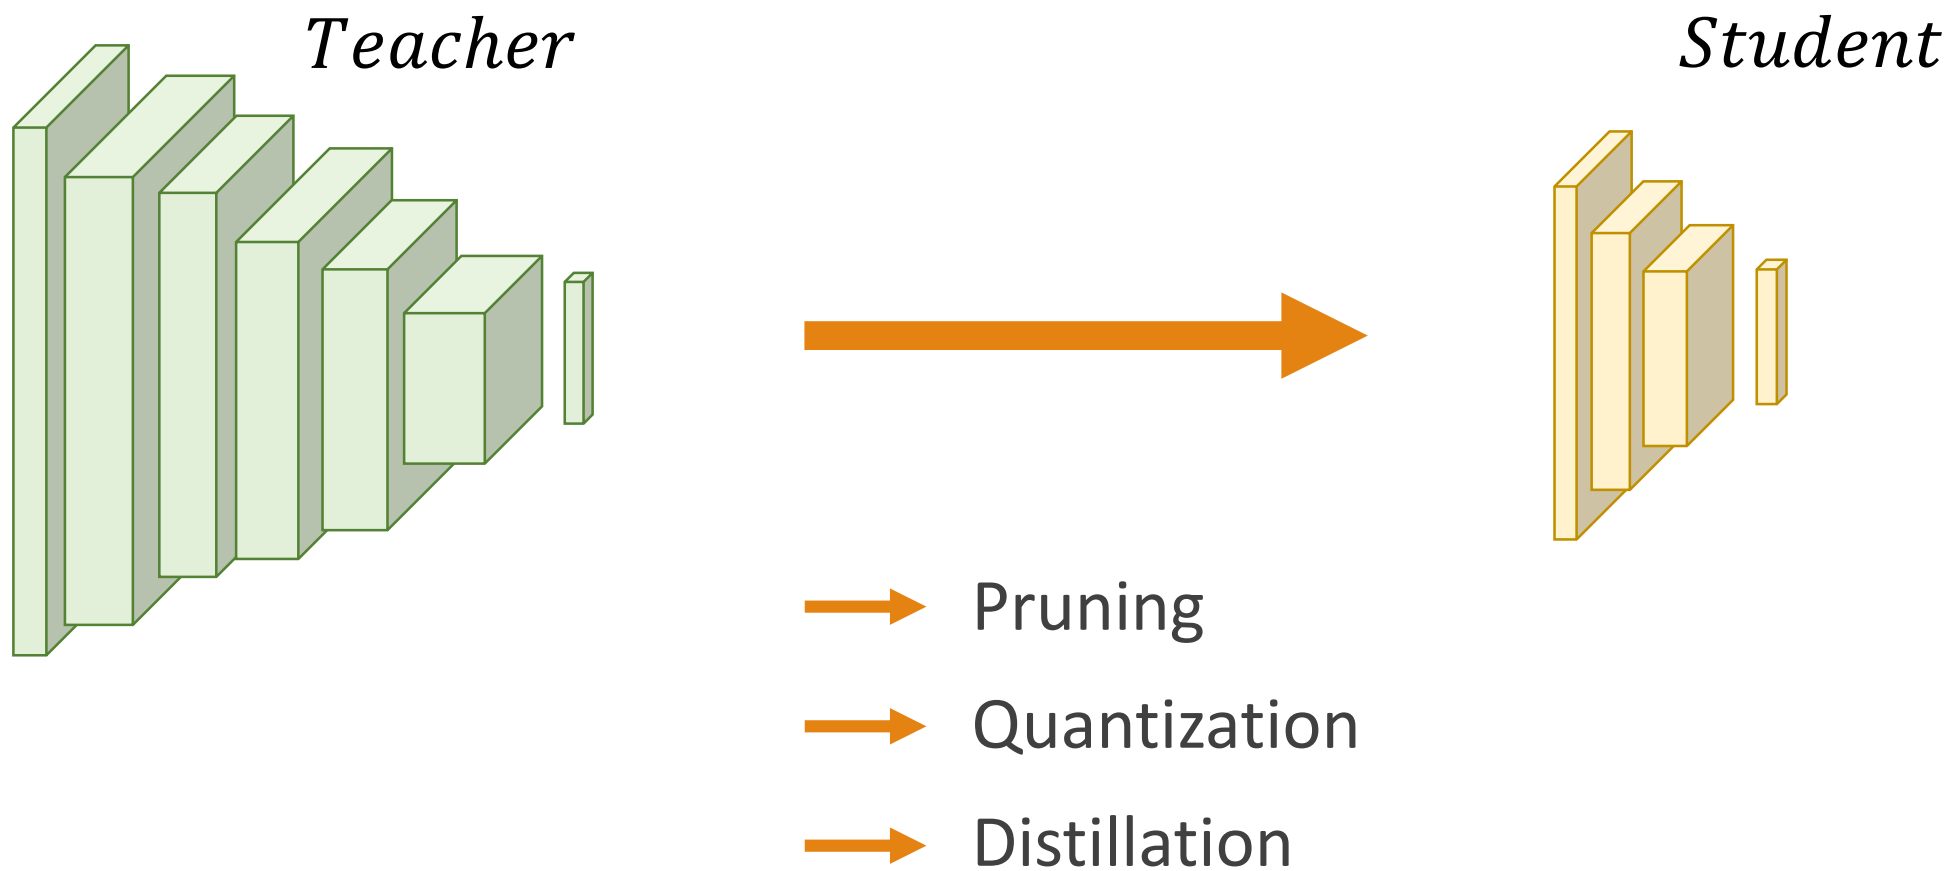 Teacher
Student
Pruning
Quantization
Distillation